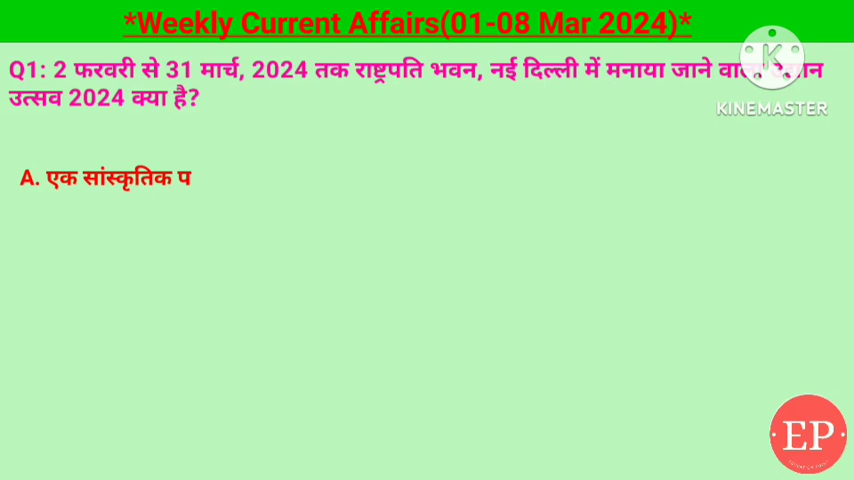 *Weekly Current Affairs(01-08 Mar 2024)*
Q1: 2 फरवरी से 31 मार्च, 2024 तक राष्ट्रपति भवन, नई दिल्ली में मनाया जाने
उत्सव 2024 क्या है?
KINEMASTER
A. एक सांस्कृतिक प
EP